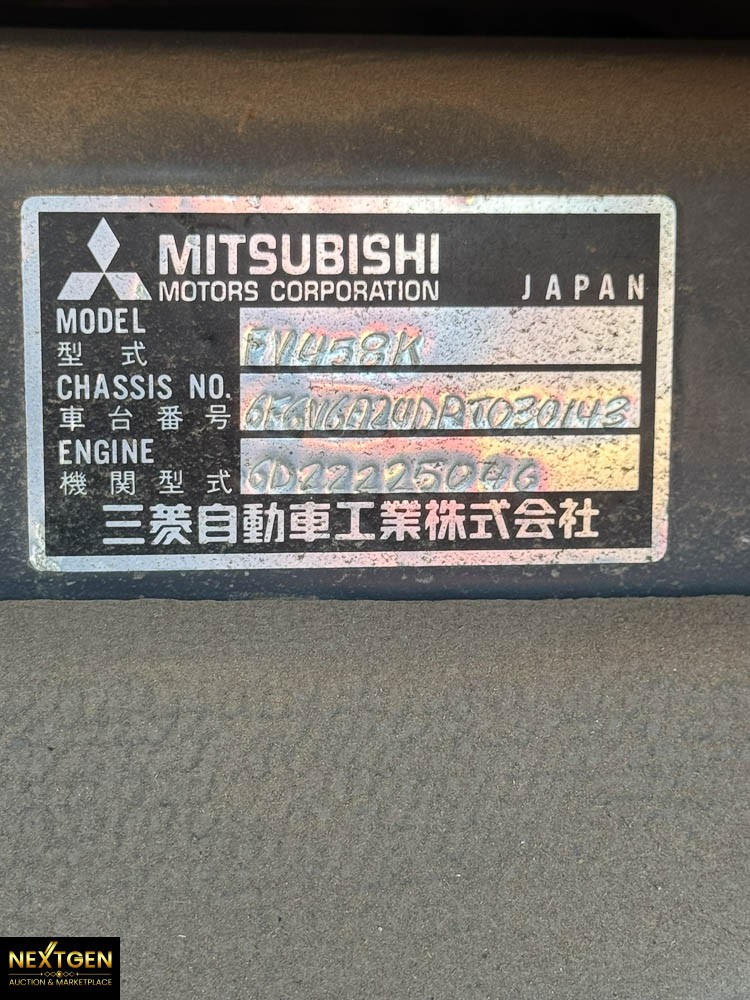 MITSUBISHI
MOTORS CORPORATION JAPAN
MODEL
型式 FV458K
CHASSIS NO.
車台番号
ENGINE
機関型式 6D22225046
三菱自動車工業株式会社
NEXTGEN
AUCTION & MARKETPLACE